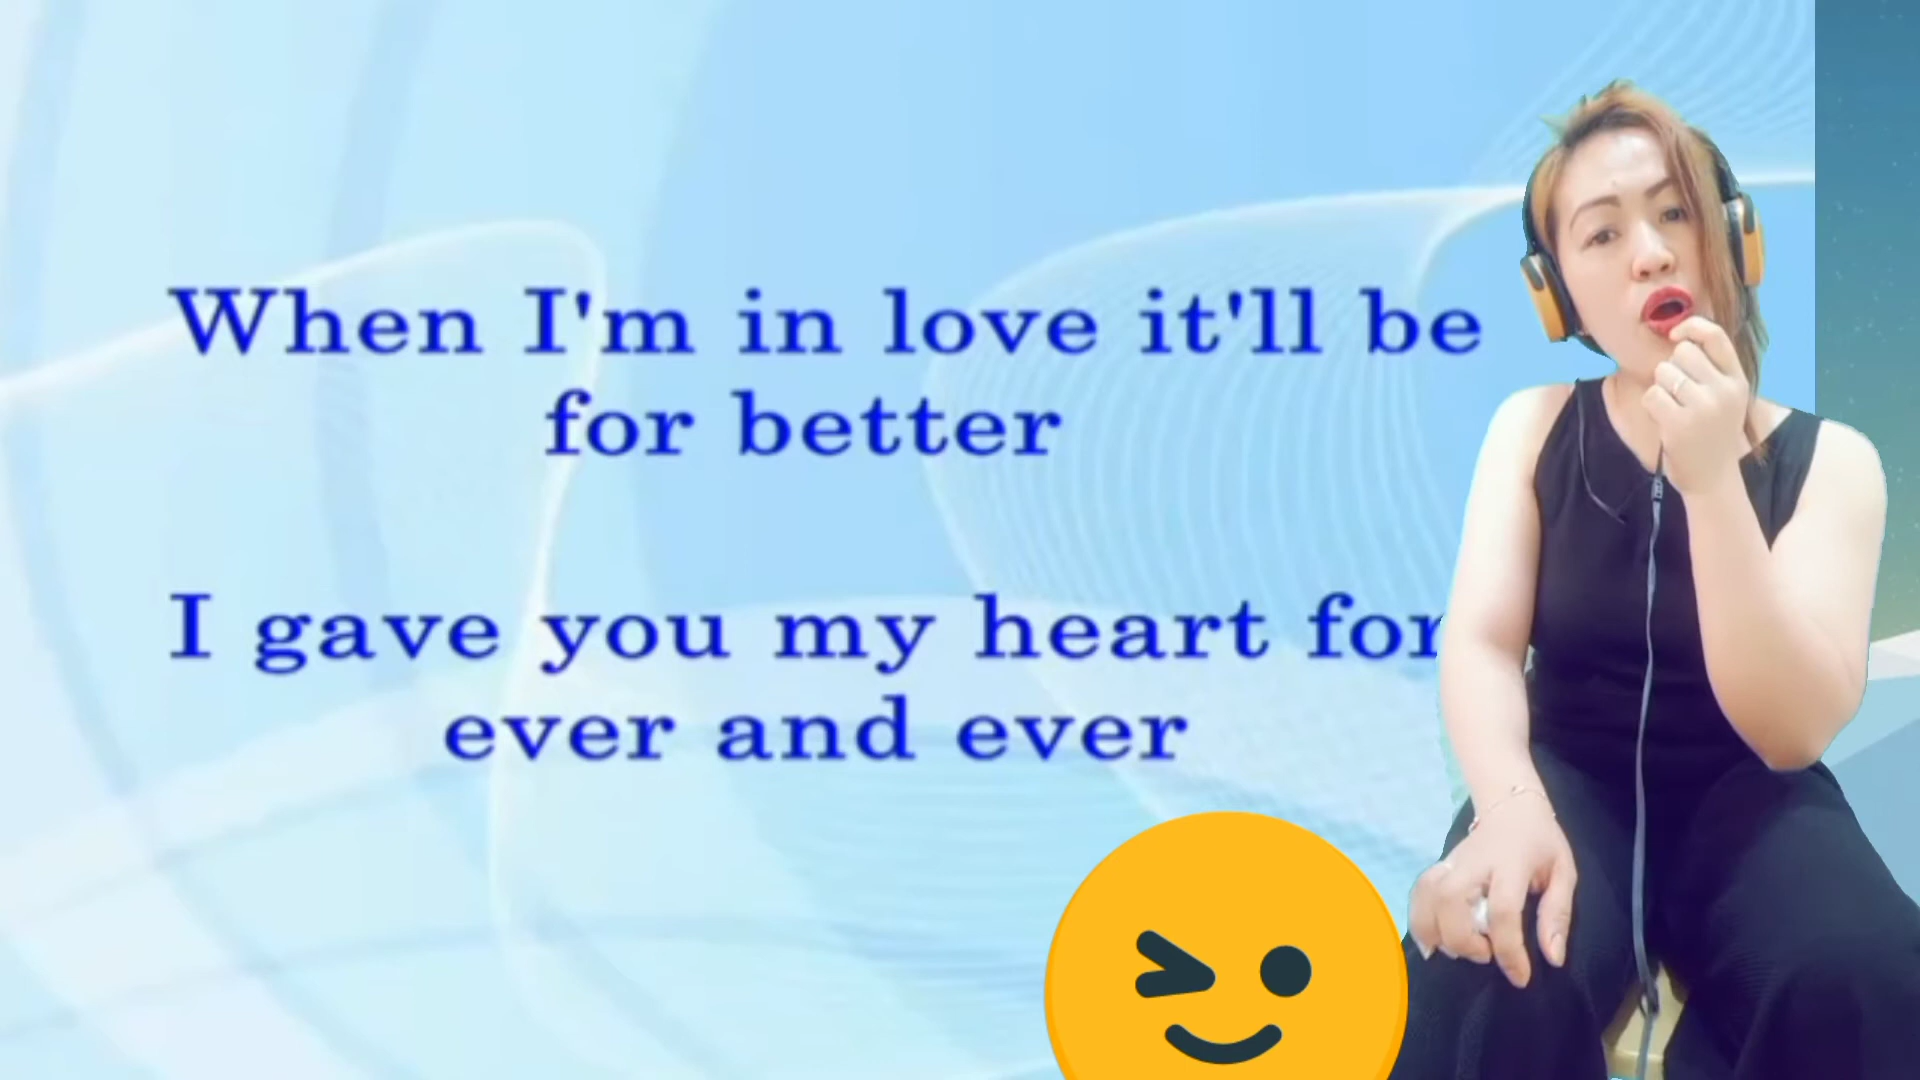 When I'm in love it'll be
for better
I gave you my heart for
ever and ever